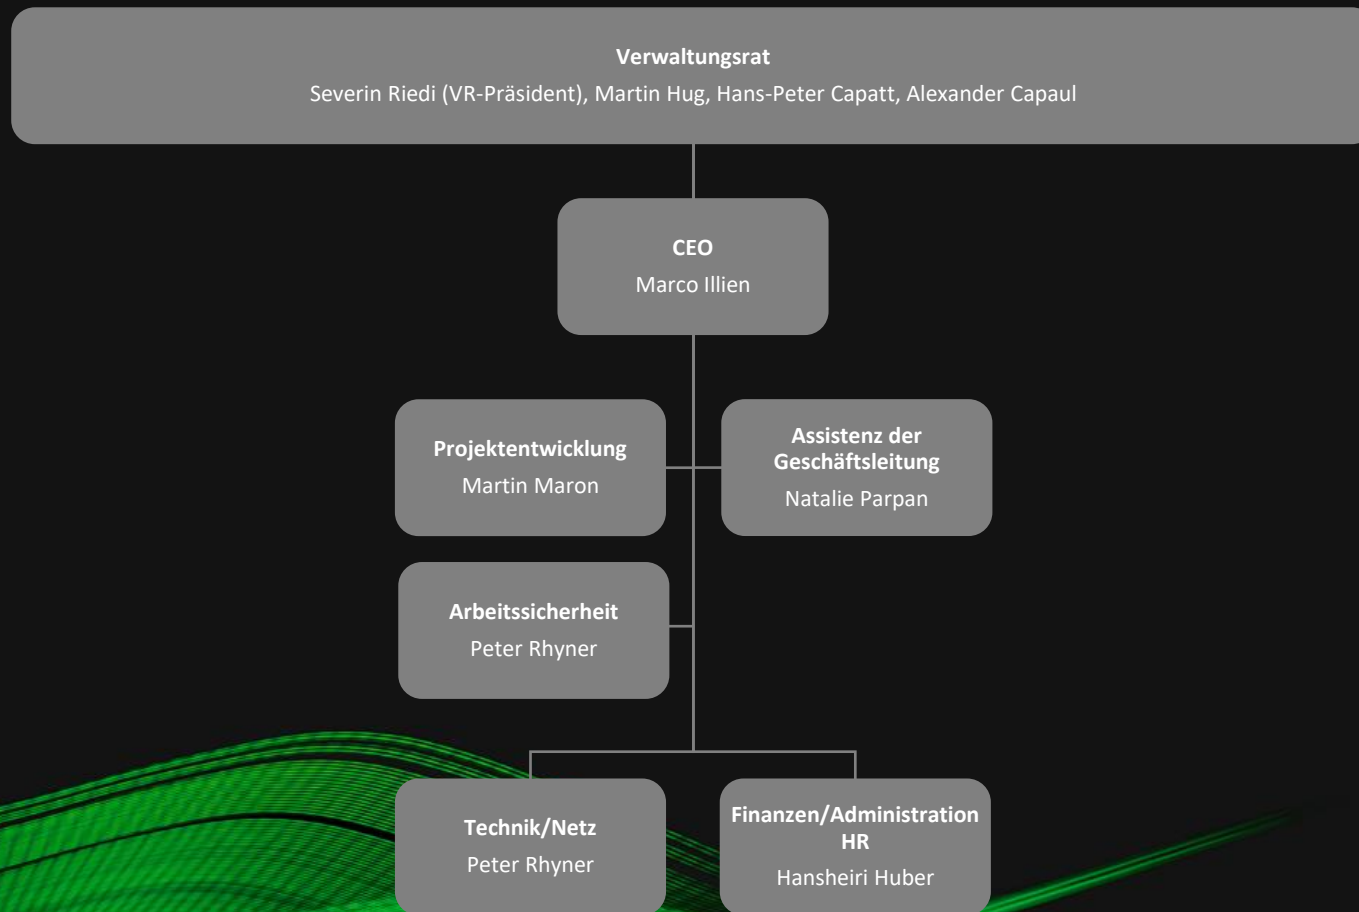 Verwaltungsrat
Severin Riedi (VR-Präsident), Martin Hug, Hans-Peter Capatt, Alexander Capaul
CEO
Marco Illien
Projektentwicklung
Martin Maron
Assistenz der
Geschäftsleitung
Natalie Parpan
Arbeitssicherheit
Peter Rhyner
Technik/Netz
Peter Rhyner
Finanzen/Administration
HR
Hansheiri Huber